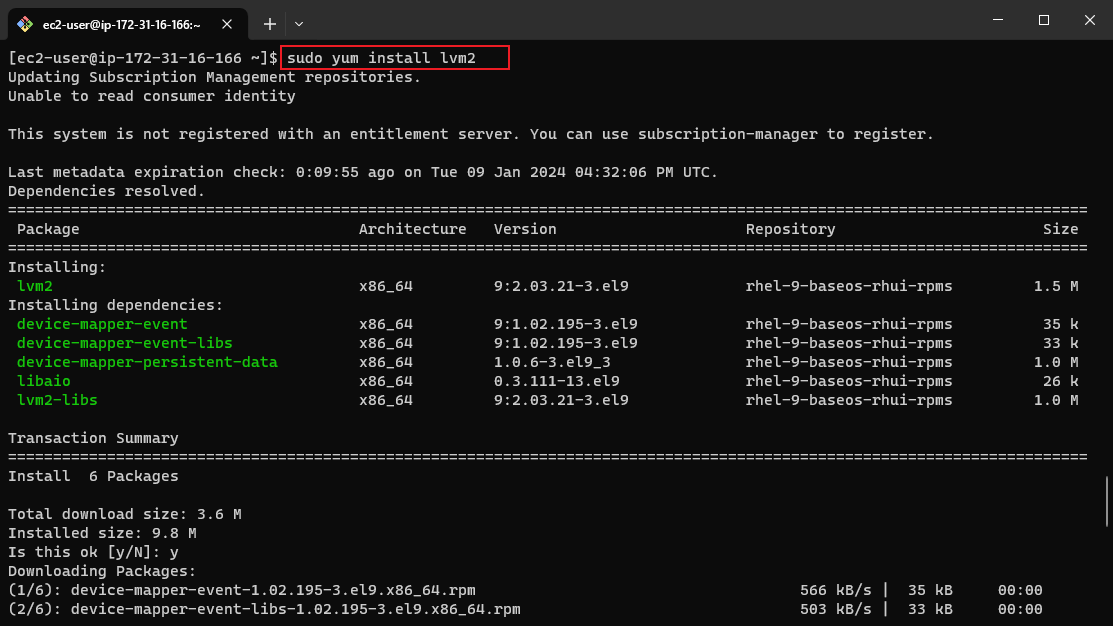 ec2-user@ip-172-31-16-166:~
[ec2-user@ip-172-31-16-166 ~]$ sudo yum install lvm2
Updating Subscription Management repositories.
Unable to read consumer identity
This system is not registered with an entitlement server. You can use subscription-manager to register.
Last metadata expiration check: 0:09:55 ago on Tue 09 Jan 2024 04:32:06 PM UTC.
Dependencies resolved.
================================================================================================================
Package Architecture Version Repository Size
================================================================================================================
Installing:
lvm2 x86_64 9:2.03.21-3.el9 rhel-9-baseos-rhui-rpms 1.5 M
Installing dependencies:
device-mapper-event x86_64 9:1.02.195-3.el9 rhel-9-baseos-rhui-rpms 35 k
device-mapper-event-libs x86_64 9:1.02.195-3.el9 rhel-9-baseos-rhui-rpms 33 k
device-mapper-persistent-data x86_64 1.0.6-3.el9_3 rhel-9-baseos-rhui-rpms 1.0 M
libaio x86_64 0.3.111-13.el9 rhel-9-baseos-rhui-rpms 26 k
lvm2-libs x86_64 9:2.03.21-3.el9 rhel-9-baseos-rhui-rpms 1.0 M
Transaction Summary
================================================================================================================
Install 6 Packages
Total download size: 3.6 M
Installed size: 9.8 M
Is this ok [y/N]: y
Downloading Packages:
(1/6): device-mapper-event-1.02.195-3.el9.x86_64.rpm 566 kB/s | 35 kB 00:00
(2/6): device-mapper-event-libs-1.02.195-3.el9.x86_64.rpm 503 kB/s | 33 kB 00:00